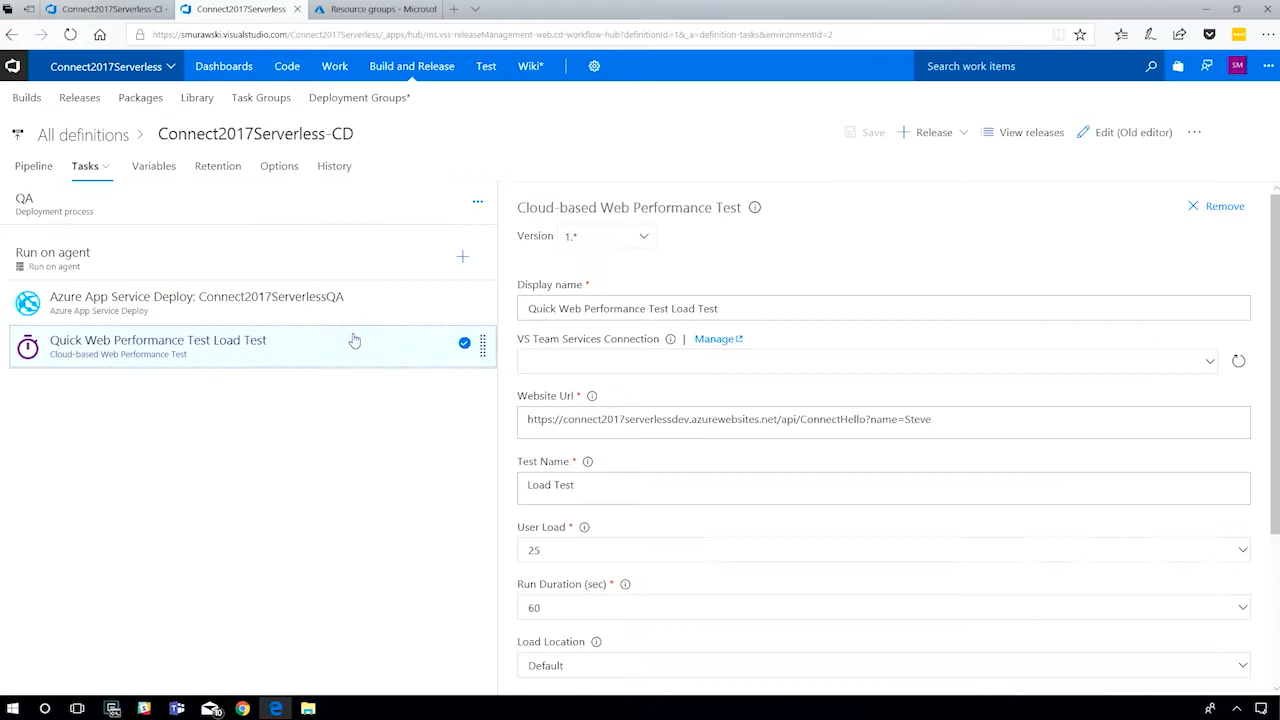 Connect2017Serverless-CI -
Connect2017Serverless-
Resource groups - Microsof
https://smurawski.visualstudio.com/Connect2017Serverless/_apps/hub/ms.vss-releaseManagement-web.cd-workflow-hub?definitionId=1&_a=definition-tasks&environmentId=2
Connect2017Serverless
Dashboards
Code
Work
Build and Release
Test
Wiki*
Search work items
SM
Builds
Releases
Packages
Library
Task Groups
Deployment Groups*
All definitions > Connect2017Serverless-CD
Save
Release
View releases
Edit (Old editor)
Pipeline
Tasks
Variables
Retention
Options
History
QA
Deployment process
Run on agent
Run on agent
Azure App Service Deploy: Connect2017ServerlessQA
Azure App Service Deploy
Quick Web Performance Test Load Test
Cloud-based Web Performance Test
Cloud-based Web Performance Test
Remove
Version 1.*
Display name *
Quick Web Performance Test Load Test
VS Team Services Connection | Manage
Website Url *
https://connect2017serverlessdev.azurewebsites.net/api/ConnectHello?name=Steve
Test Name *
Load Test
User Load *
25
Run Duration (sec) *
60
Load Location
Default